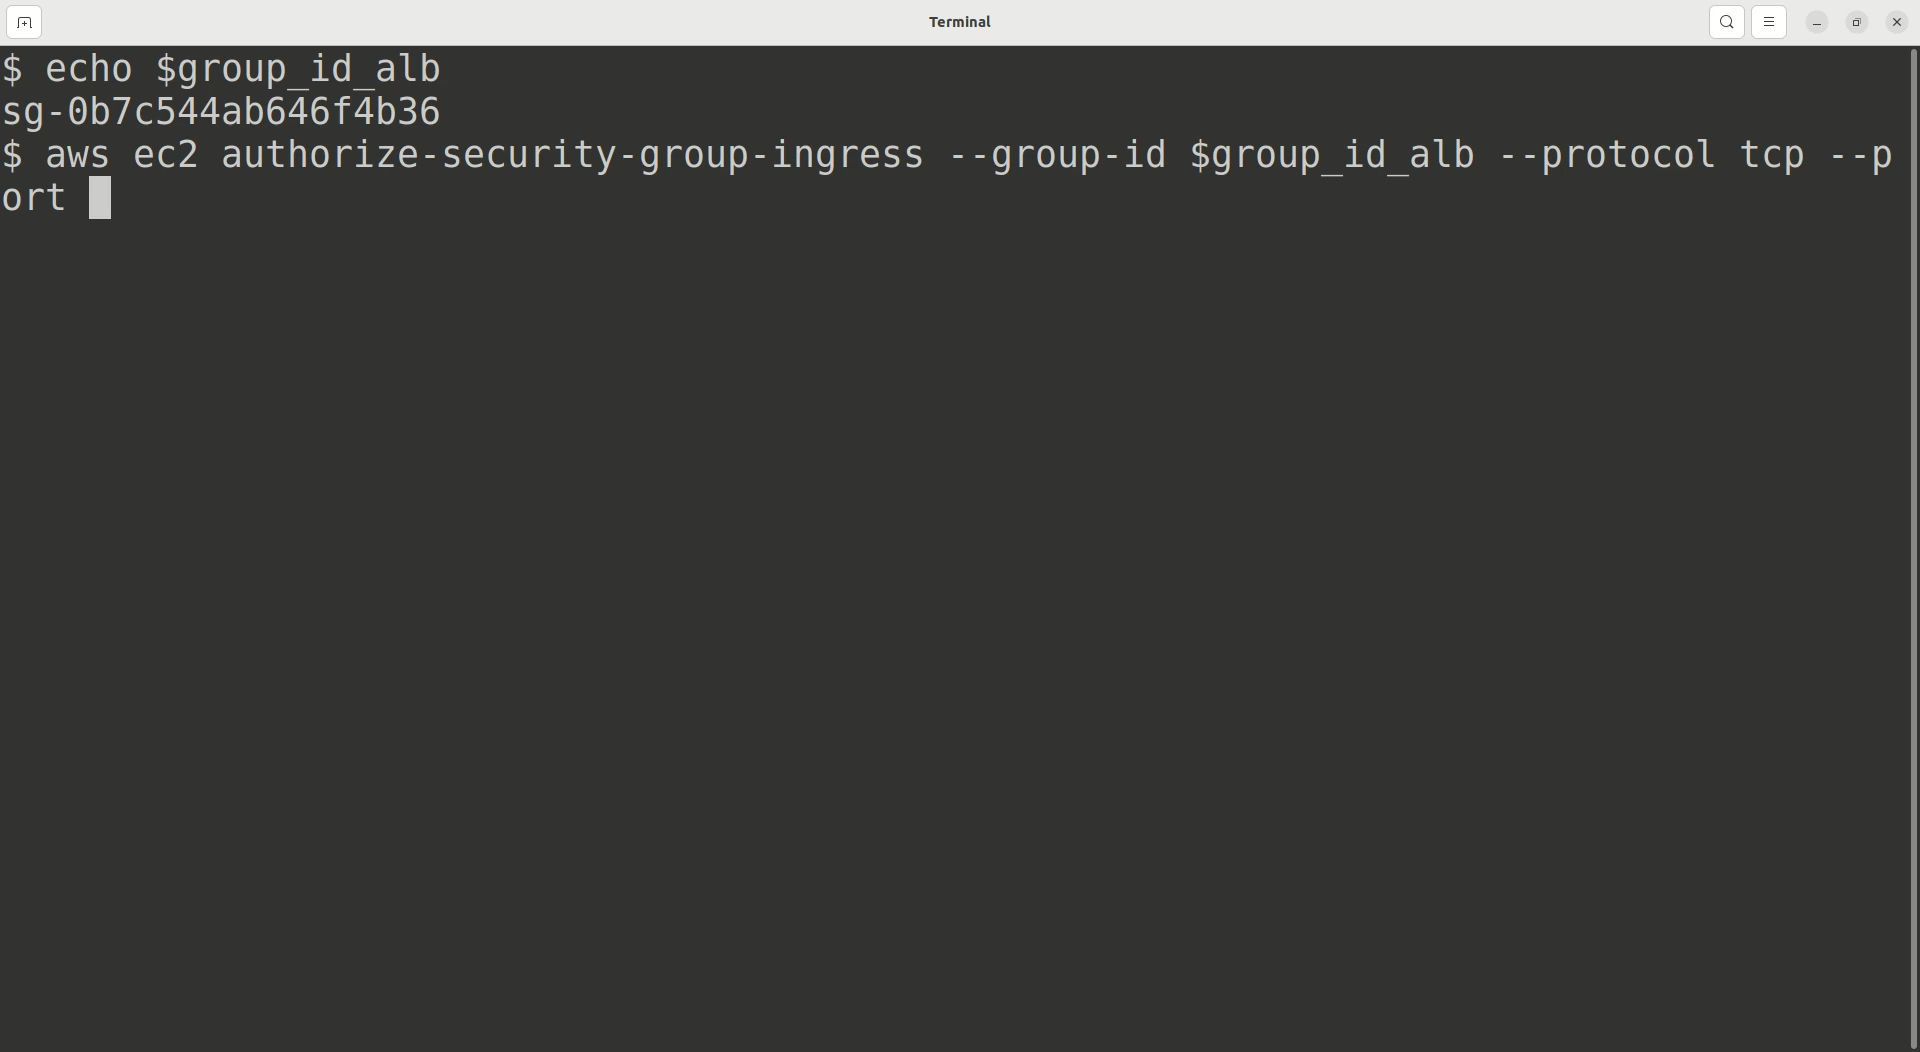 Terminal
$ echo $group_id_alb
sg-0b7c544ab646f4b36
$ aws ec2 authorize-security-group-ingress --group-id $group_id_alb --protocol tcp --p
ort